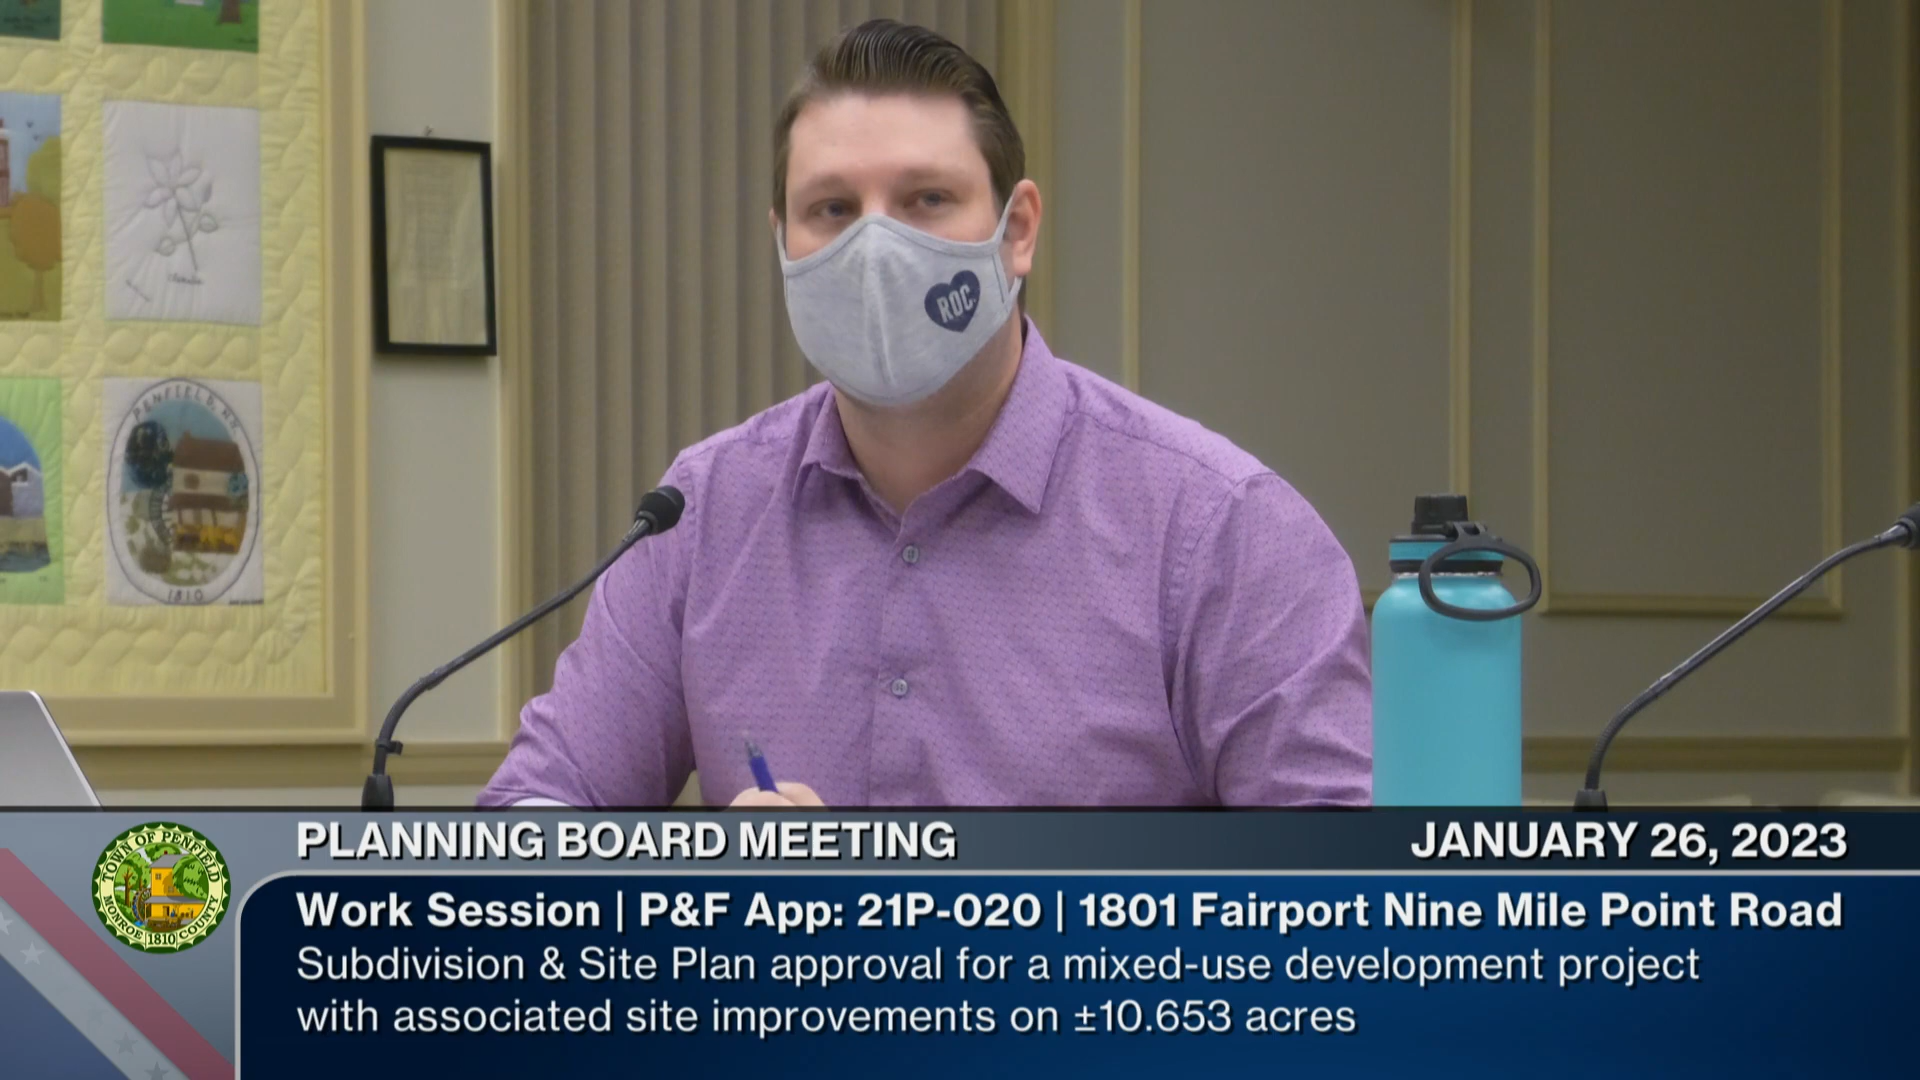 PENFIELD, N.Y.
1810
ROC
PLANNING BOARD MEETING
JANUARY 26, 2023
TOWN OF PENFIELD
MONROE COUNTY
1810
Work Session | P&F App: 21P-020 | 1801 Fairport Nine Mile Point Road
Subdivision & Site Plan approval for a mixed-use development project
with associated site improvements on ±10.653 acres